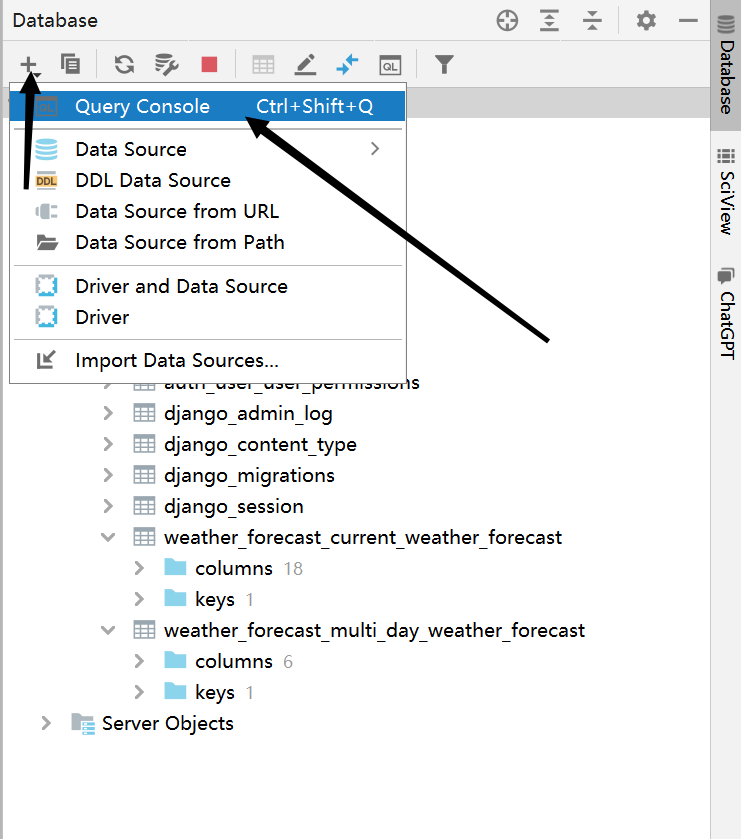 Database
QL
Query Console Ctrl+Shift+Q
Data Source
DDL DDL Data Source
Data Source from URL
Data Source from Path
Driver and Data Source
Driver
Import Data Sources...
auth_user_user_permissions
django_admin_log
django_content_type
django_migrations
django_session
weather_forecast_current_weather_forecast
columns 18
keys 1
weather_forecast_multi_day_weather_forecast
columns 6
keys 1
Server Objects
Database
SciView
ChatGPT